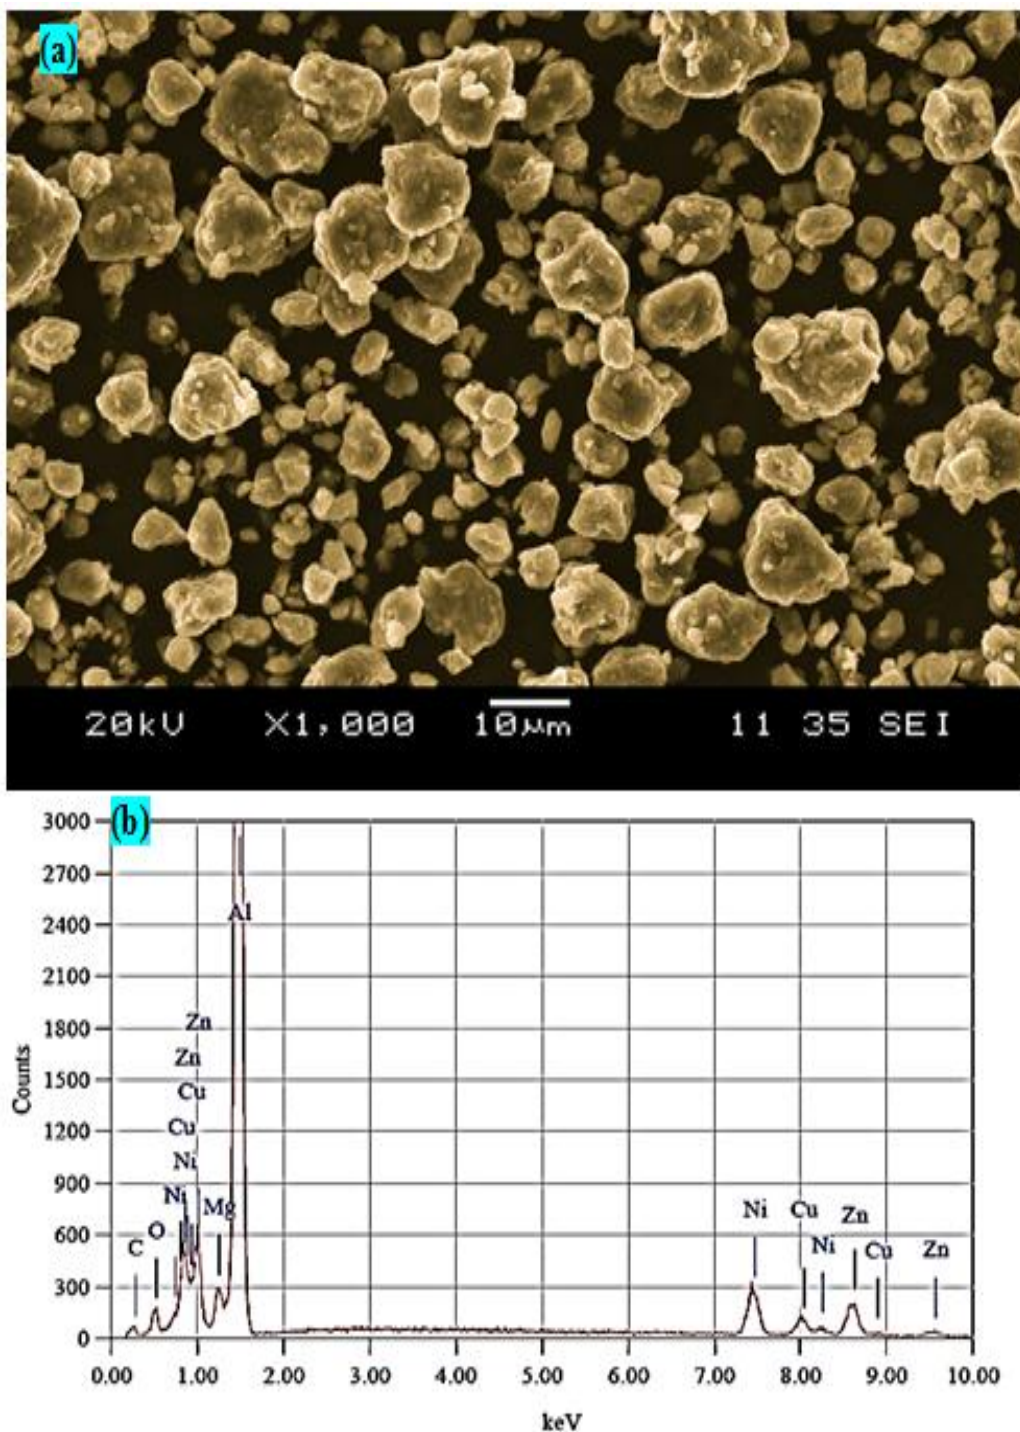 (a)
20kV X1,000 10µm 11 35 SEI
(b)
3000
2700
2400
2100
1800
1500
1200
900
600
300
0
Counts
Al
Zn
Zn
Cu
Cu
Ni
Ni
Mg
O
C
Ni
Cu
Ni
Zn
Cu
Zn
0.00 1.00 2.00 3.00 4.00 5.00 6.00 7.00 8.00 9.00 10.00
keV